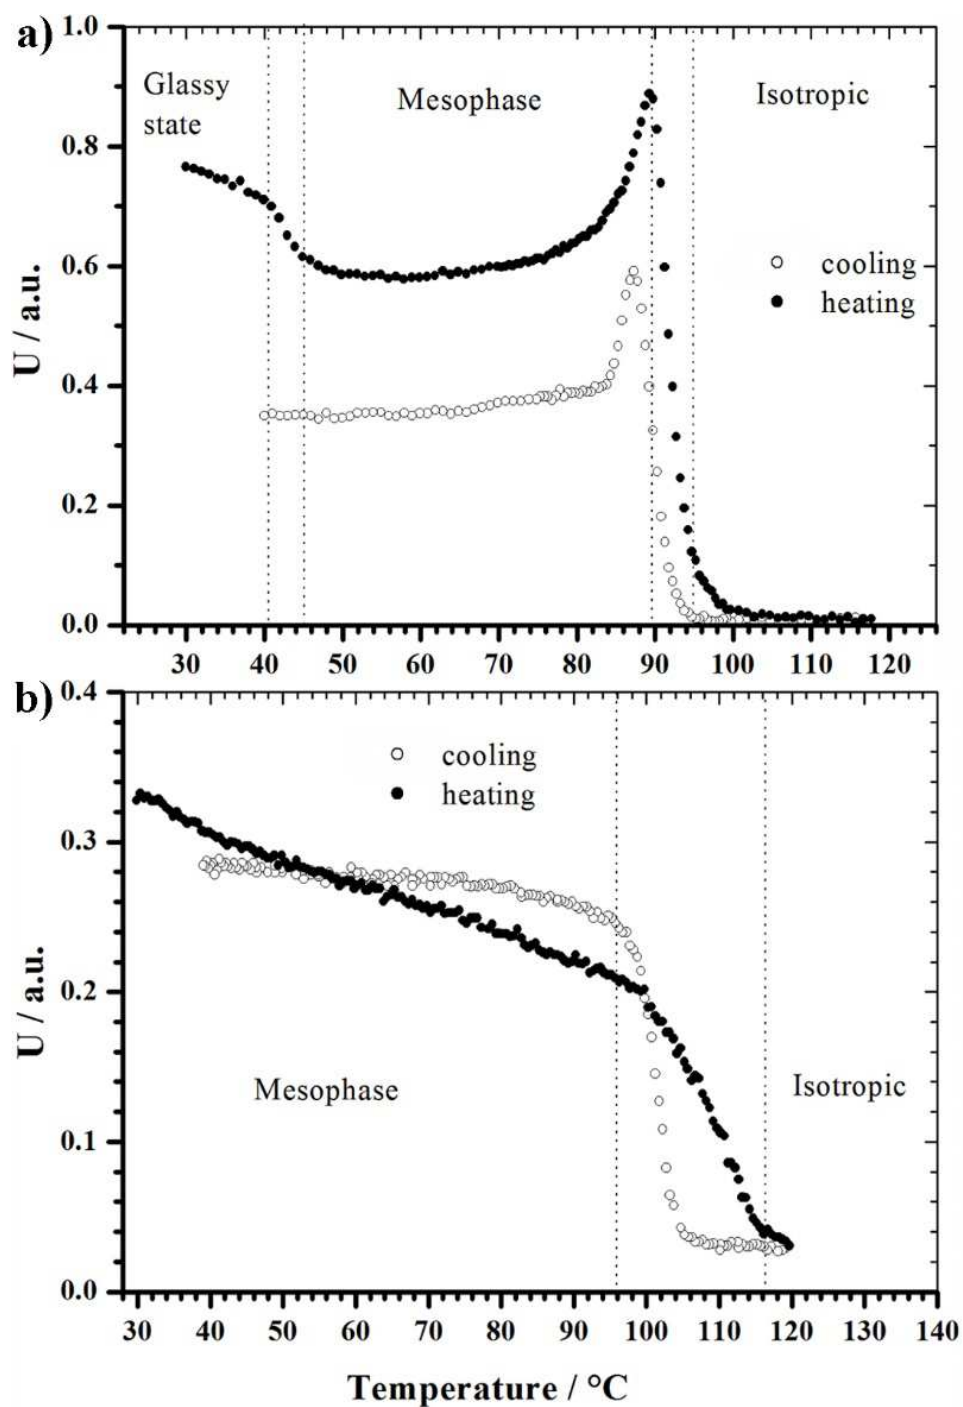 a)
1.0
0.8
0.6
0.4
0.2
0.0
U / a.u.
Glassy
state
Mesophase
Isotropic
cooling
heating
30 40 50 60 70 80 90 100 110 120
b)
0.4
0.3
0.2
0.1
0.0
U / a.u.
cooling
heating
Mesophase
Isotropic
30 40 50 60 70 80 90 100 110 120 130 140
Temperature / °C